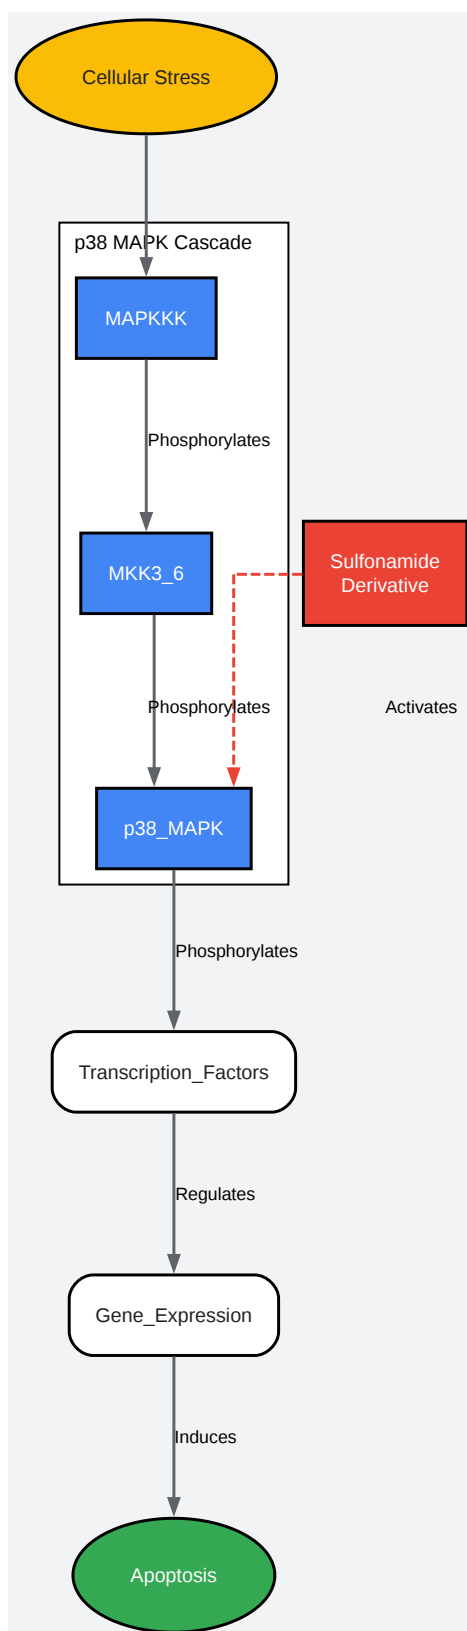 Cellular Stress
p38 MAPK Cascade
MAPKKK
Phosphorylates
MKK3_6
Sulfonamide
Derivative
Phosphorylates
Activates
p38_MAPK
Phosphorylates
Transcription_Factors
Regulates
Gene_Expression
Induces
Apoptosis